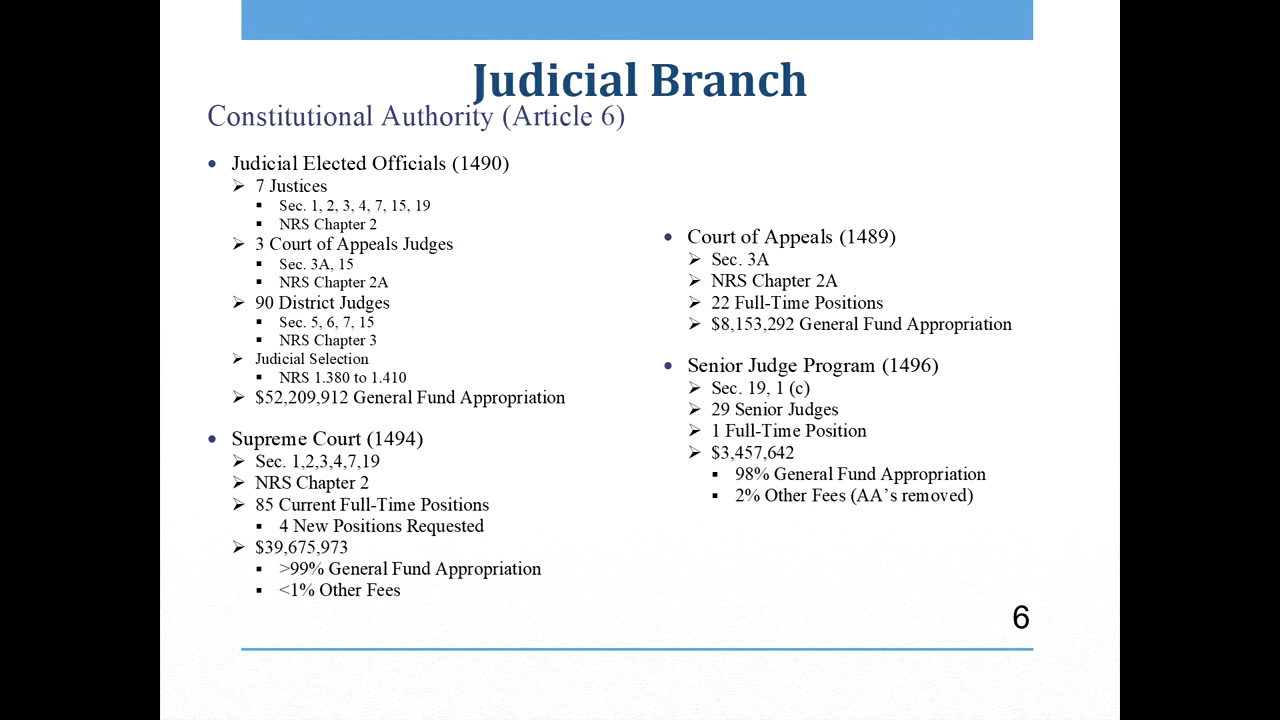 Judicial Branch
Constitutional Authority (Article 6)
• Judicial Elected Officials (1490)
➢ 7 Justices
▪ Sec. 1, 2, 3, 4, 7, 15, 19
▪ NRS Chapter 2
➢ 3 Court of Appeals Judges
▪ Sec. 3A, 15
▪ NRS Chapter 2A
➢ 90 District Judges
▪ Sec. 5, 6, 7, 15
▪ NRS Chapter 3
➢ Judicial Selection
▪ NRS 1.380 to 1.410
➢ $52,209,912 General Fund Appropriation
• Supreme Court (1494)
➢ Sec. 1,2,3,4,7,19
➢ NRS Chapter 2
➢ 85 Current Full-Time Positions
▪ 4 New Positions Requested
➢ $39,675,973
▪ >99% General Fund Appropriation
▪ <1% Other Fees
• Court of Appeals (1489)
➢ Sec. 3A
➢ NRS Chapter 2A
➢ 22 Full-Time Positions
➢ $8,153,292 General Fund Appropriation
• Senior Judge Program (1496)
➢ Sec. 19, 1 (c)
➢ 29 Senior Judges
➢ 1 Full-Time Position
➢ $3,457,642
▪ 98% General Fund Appropriation
▪ 2% Other Fees (AA’s removed)
6